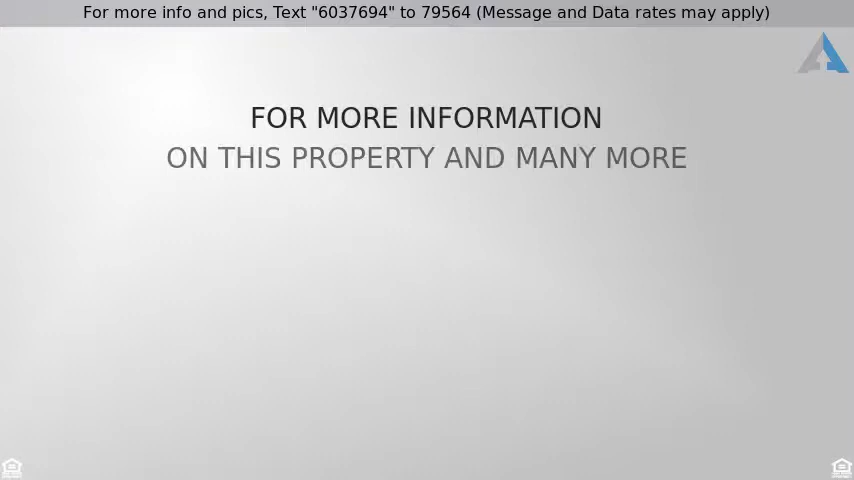 For more info and pics, Text "6037694" to 79564 (Message and Data rates may apply)
FOR MORE INFORMATION
ON THIS PROPERTY AND MANY MORE